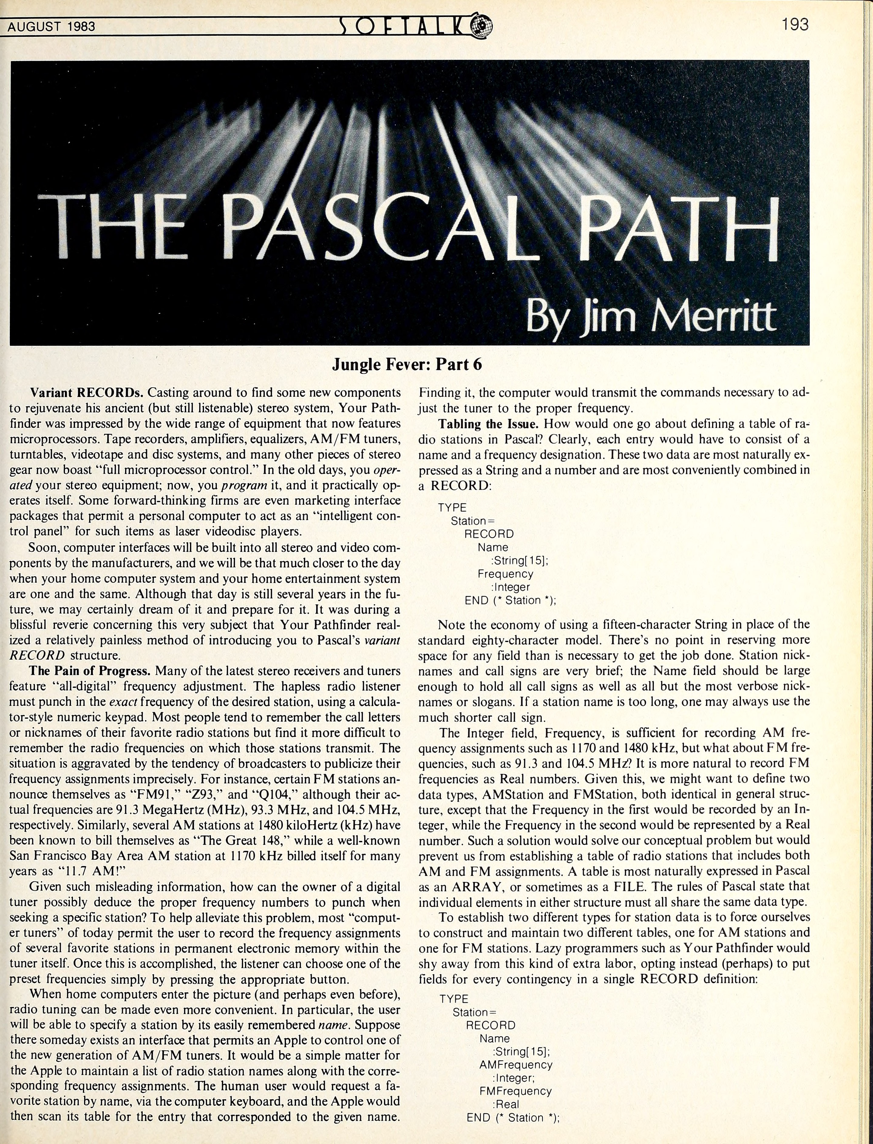 AUGUST 1983
SOFTALK
193
THE PASCAL PATH
By Jim Merritt
Jungle Fever: Part 6
Variant RECORDs. Casting around to find some new components
to rejuvenate his ancient (but still listenable) stereo system, Your Path-
finder was impressed by the wide range of equipment that now features
microprocessors. Tape recorders, amplifiers, equalizers, AM/FM tuners,
turntables, videotape and disc systems, and many other pieces of stereo
gear now boast "full microprocessor control." In the old days, you oper-
ated your stereo equipment; now, you program it, and it practically op-
erates itself. Some forward-thinking firms are even marketing interface
packages that permit a personal computer to act as an "intelligent con-
trol panel" for such items as laser videodisc players.
Soon, computer interfaces will be built into all stereo and video com-
ponents by the manufacturers, and we will be that much closer to the day
when your home computer system and your home entertainment system
are one and the same. Although that day is still several years in the fu-
ture, we may certainly dream of it and prepare for it. It was during a
blissful reverie concerning this very subject that Your Pathfinder real-
ized a relatively painless method of introducing you to Pascal's variant
RECORD structure.
The Pain of Progress. Many of the latest stereo receivers and tuners
feature "all-digital" frequency adjustment. The hapless radio listener
must punch in the exact frequency of the desired station, using a calcula-
tor-style numeric keypad. Most people tend to remember the call letters
or nicknames of their favorite radio stations but find it more difficult to
remember the radio frequencies on which those stations transmit. The
situation is aggravated by the tendency of broadcasters to publicize their
frequency assignments imprecisely. For instance, certain FM stations an-
nounce themselves as "FM91," "Z93," and "Q104," although their ac-
tual frequencies are 91.3 MegaHertz (MHz), 93.3 MHz, and 104.5 MHz,
respectively. Similarly, several AM stations at 1480 kiloHertz (kHz) have
been known to bill themselves as "The Great 148," while a well-known
San Francisco Bay Area AM station at 1170 kHz billed itself for many
years as "11.7 AM!"
Given such misleading information, how can the owner of a digital
tuner possibly deduce the proper frequency numbers to punch when
seeking a specific station? To help alleviate this problem, most "comput-
er tuners" of today permit the user to record the frequency assignments
of several favorite stations in permanent electronic memory within the
tuner itself. Once this is accomplished, the listener can choose one of the
preset frequencies simply by pressing the appropriate button.
When home computers enter the picture (and perhaps even before),
radio tuning can be made even more convenient. In particular, the user
will be able to specify a station by its easily remembered name. Suppose
there someday exists an interface that permits an Apple to control one of
the new generation of AM/FM tuners. It would be a simple matter for
the Apple to maintain a list of radio station names along with the corre-
sponding frequency assignments. The human user would request a fa-
vorite station by name, via the computer keyboard, and the Apple would
then scan its table for the entry that corresponded to the given name.
Finding it, the computer would transmit the commands necessary to ad-
just the tuner to the proper frequency.
Tabling the Issue. How would one go about defining a table of ra-
dio stations in Pascal? Clearly, each entry would have to consist of a
name and a frequency designation. These two data are most naturally ex-
pressed as a String and a number and are most conveniently combined in
a RECORD:
TYPE
Station=
RECORD
Name
:String[15];
Frequency
:Integer
END (* Station *);
Note the economy of using a fifteen-character String in place of the
standard eighty-character model. There's no point in reserving more
space for any field than is necessary to get the job done. Station nick-
names and call signs are very brief; the Name field should be large
enough to hold all call signs as well as all but the most verbose nick-
names or slogans. If a station name is too long, one may always use the
much shorter call sign.
The Integer field, Frequency, is sufficient for recording AM fre-
quency assignments such as 1170 and 1480 kHz, but what about FM fre-
quencies, such as 91.3 and 104.5 MHz? It is more natural to record FM
frequencies as Real numbers. Given this, we might want to define two
data types, AMStation and FMStation, both identical in general struc-
ture, except that the Frequency in the first would be recorded by an In-
teger, while the Frequency in the second would be represented by a Real
number. Such a solution would solve our conceptual problem but would
prevent us from establishing a table of radio stations that includes both
AM and FM assignments. A table is most naturally expressed in Pascal
as an ARRAY, or sometimes as a FILE. The rules of Pascal state that
individual elements in either structure must all share the same data type.
To establish two different types for station data is to force ourselves
to construct and maintain two different tables, one for AM stations and
one for FM stations. Lazy programmers such as Your Pathfinder would
shy away from this kind of extra labor, opting instead (perhaps) to put
fields for every contingency in a single RECORD definition:
TYPE
Station=
RECORD
Name
:String[15];
AMFrequency
:Integer;
FMFrequency
:Real
END (* Station *);